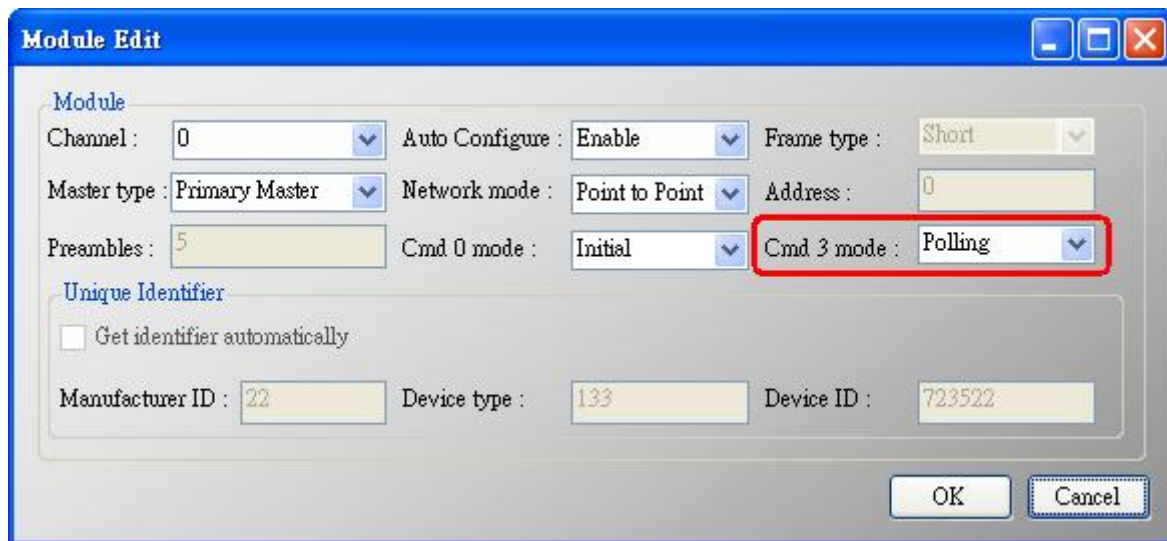 Module Edit
Module
Channel : 0 Auto Configure : Enable Frame type : Short
Master type : Primary Master Network mode : Point to Point Address : 0
Preambles : 5 Cmd 0 mode : Initial Cmd 3 mode : Polling
Unique Identifier
Get identifier automatically
Manufacturer ID : 22 Device type : 133 Device ID : 723522
OK Cancel